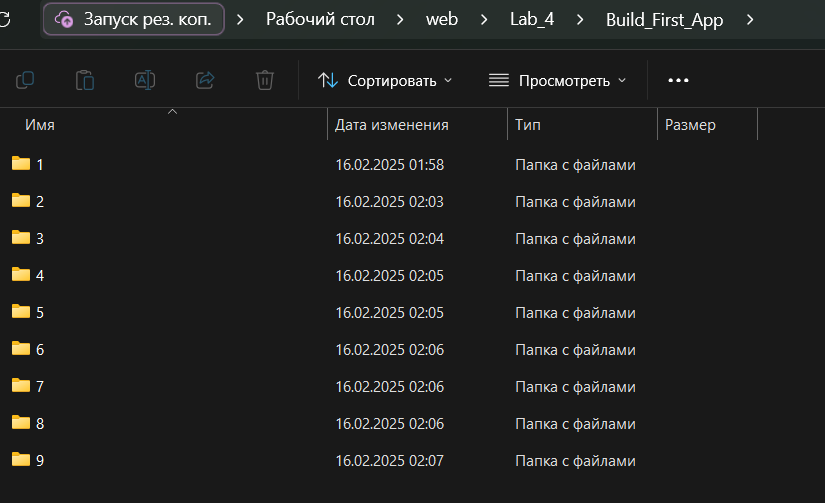 Запуск рез. коп. > Рабочий стол > web > Lab_4 > Build_First_App >
Сортировать Просмотреть
Имя Дата изменения Тип Размер
1 16.02.2025 01:58 Папка с файлами
2 16.02.2025 02:03 Папка с файлами
3 16.02.2025 02:04 Папка с файлами
4 16.02.2025 02:05 Папка с файлами
5 16.02.2025 02:05 Папка с файлами
6 16.02.2025 02:06 Папка с файлами
7 16.02.2025 02:06 Папка с файлами
8 16.02.2025 02:06 Папка с файлами
9 16.02.2025 02:07 Папка с файлами